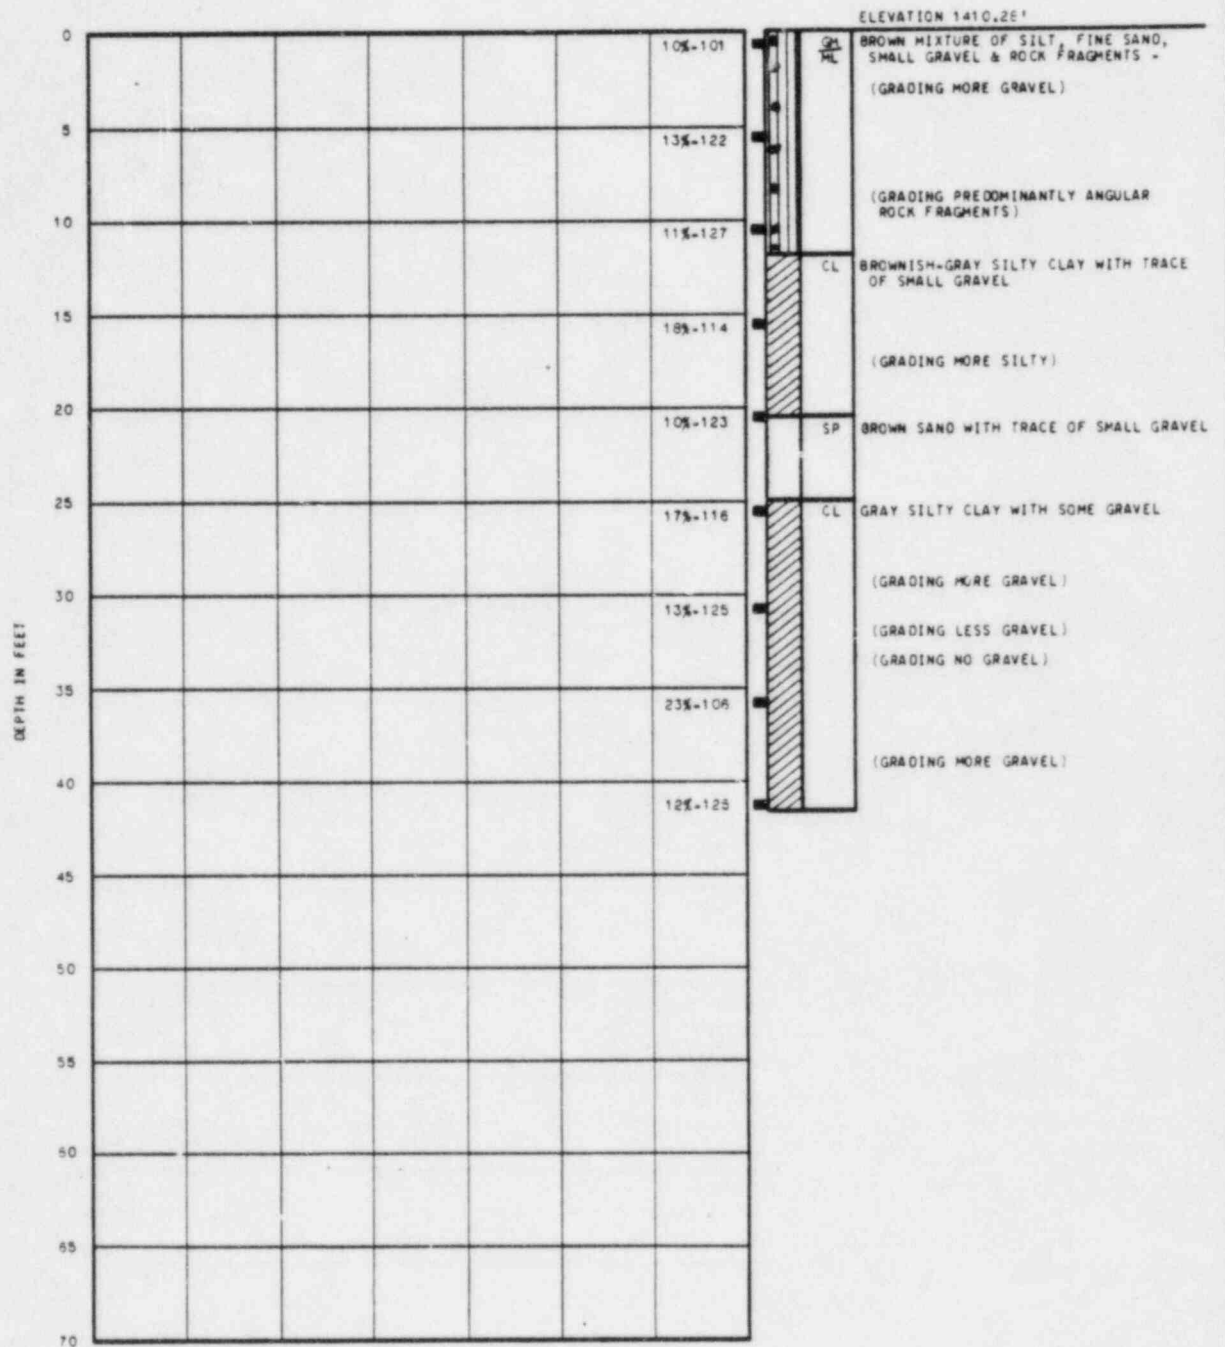 ELEVATION 1410.26'
0
10%-101
GM
ML
BROWN MIXTURE OF SILT, FINE SAND,
SMALL GRAVEL & ROCK FRAGMENTS -
(GRADING MORE GRAVEL)
5
13%-122
(GRADING PREDOMINANTLY ANGULAR
ROCK FRAGMENTS)
10
11%-127
CL
BROWNISH-GRAY SILTY CLAY WITH TRACE
OF SMALL GRAVEL
15
18%-114
(GRADING MORE SILTY)
20
10%-123
SP
BROWN SAND WITH TRACE OF SMALL GRAVEL
25
17%-116
CL
GRAY SILTY CLAY WITH SOME GRAVEL
(GRADING MORE GRAVEL)
30
13%-125
(GRADING LESS GRAVEL)
(GRADING NO GRAVEL)
DEPTH IN FEET
35
23%-106
(GRADING MORE GRAVEL)
40
12%-125
45
50
55
60
65
70